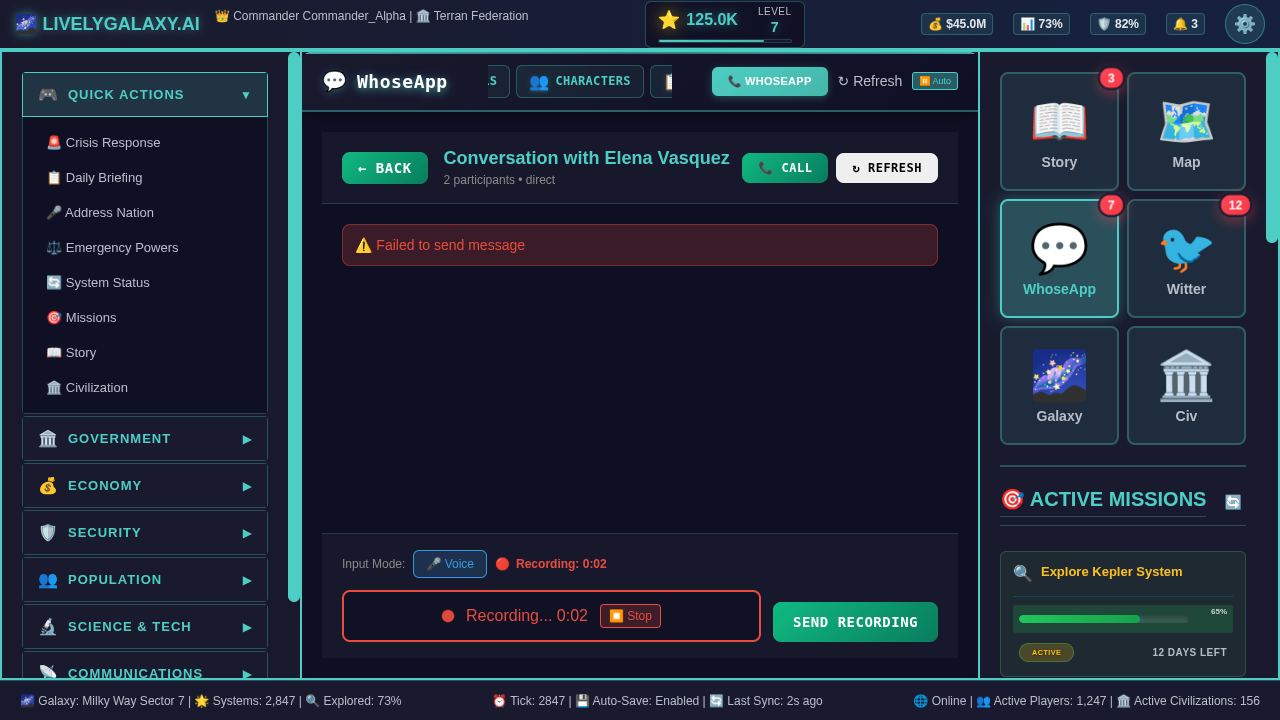 LIVELYGALAXY.AI
Commander Commander_Alpha | Terran Federation
125.0K
LEVEL
7
$45.0M
73%
82%
3
QUICK ACTIONS ▼
Crisis Response
Daily Briefing
Address Nation
Emergency Powers
System Status
Missions
Story
Civilization
GOVERNMENT ▶
ECONOMY ▶
SECURITY ▶
POPULATION ▶
SCIENCE & TECH ▶
COMMUNICATIONS ▶
WhoseApp
CHARACTERS
WHOSEAPP
↻ Refresh
Auto
← BACK
Conversation with Elena Vasquez
2 participants • direct
CALL
↻ REFRESH
Failed to send message
Input Mode:
Voice
Recording: 0:02
Recording... 0:02
Stop
SEND RECORDING
3
Story
Map
7
WhoseApp
12
Witter
Galaxy
Civ
ACTIVE MISSIONS
Explore Kepler System
65%
ACTIVE
12 DAYS LEFT
Galaxy: Milky Way Sector 7 | Systems: 2,847 | Explored: 73%
Tick: 2847 | Auto-Save: Enabled | Last Sync: 2s ago
Online | Active Players: 1,247 | Active Civilizations: 156